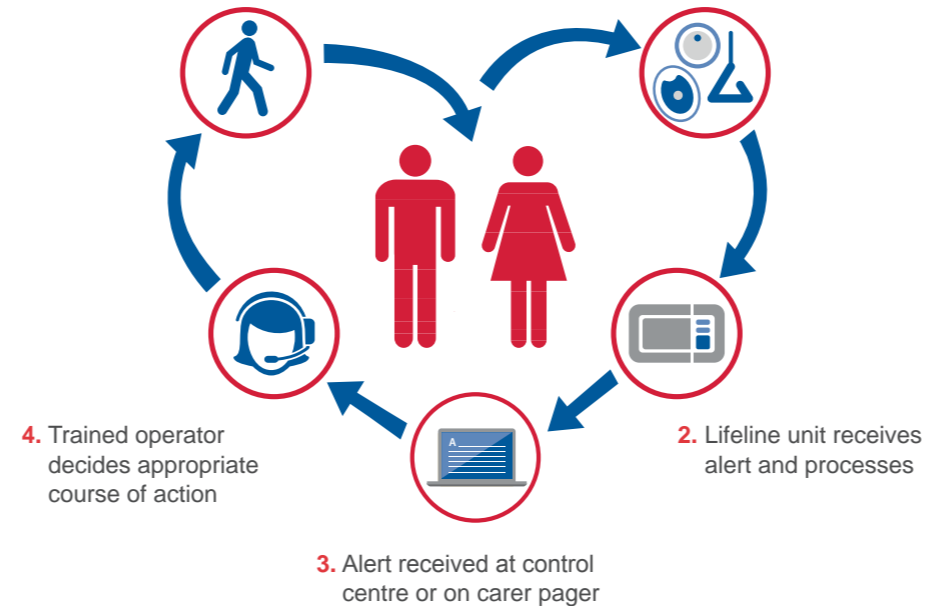 A
4. Trained operator
decides appropriate
course of action
2. Lifeline unit receives
alert and processes
3. Alert received at control
centre or on carer pager